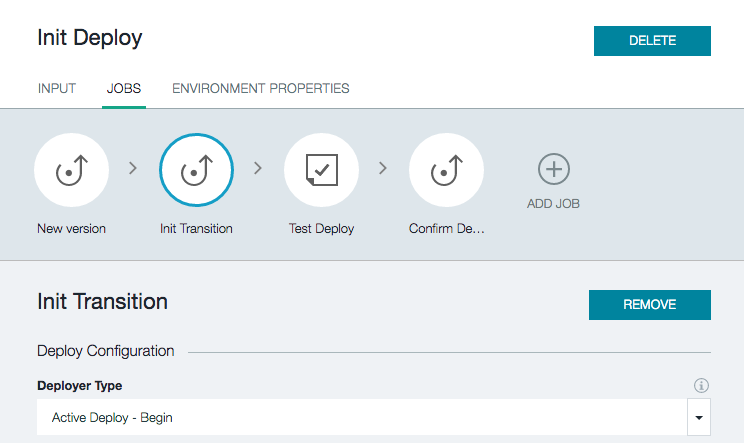 Init Deploy
DELETE
INPUT JOBS ENVIRONMENT PROPERTIES
New version Init Transition Test Deploy Confirm De... ADD JOB
Init Transition
REMOVE
Deploy Configuration
Deployer Type
Active Deploy - Begin